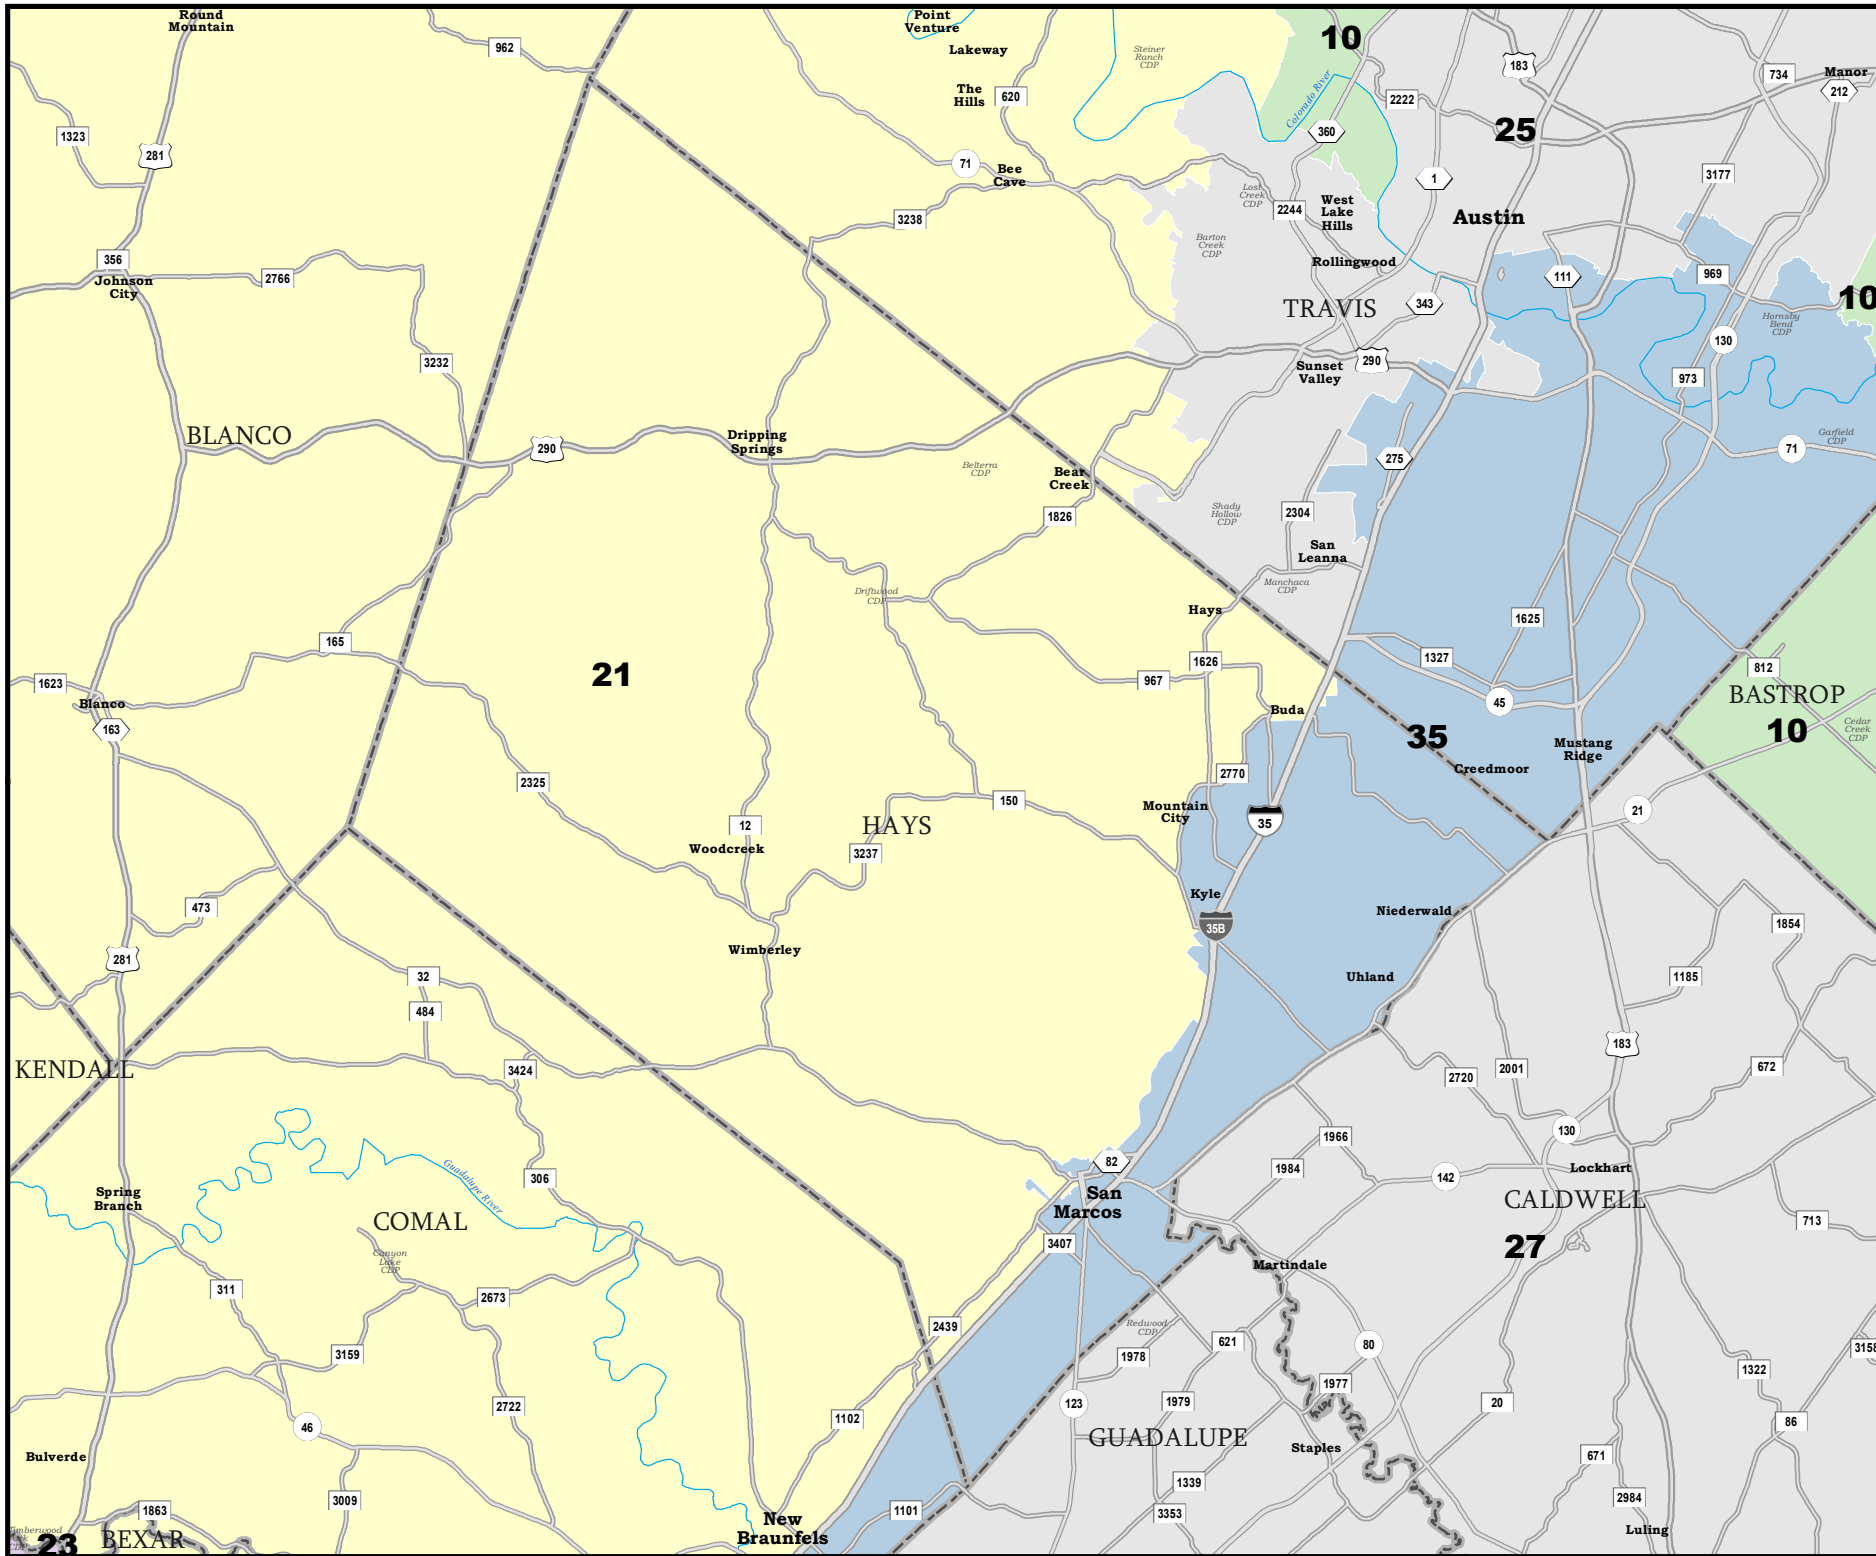 Round
Mountain
962
Point
Venture
Lakeway
Steiner
Ranch
CDP
10
183
734
Manor
212
The
Hills
620
2222
Colorado River
25
360
1323
281
71
Bee
Cave
1
3177
Lost
Creek
CDP
2244
West
Lake
Hills
Austin
3238
Barton
Creek
CDP
Rollingwood
356
Johnson
City
2766
111
969
10
TRAVIS
343
Hornsby
Bend
CDP
130
3232
Sunset
Valley
290
973
BLANCO
290
Dripping
Springs
Garfield
CDP
71
275
Belterra
CDP
Bear
Creek
1826
Shady
Hollow
CDP
2304
San
Leanna
Manchaca
CDP
Driftwood
CDP
Hays
1625
165
21
1626
1327
967
812
BASTROP
10
Cedar
Creek
CDP
1623
Blanco
163
Buda
45
35
Mustang
Ridge
Creedmoor
2325
2770
150
Mountain
City
35
21
12
HAYS
Woodcreek
3237
473
Kyle
Niederwald
35B
1854
Wimberley
281
32
Uhland
1185
484
183
KENDALL
3424
2720
2001
672
130
1966
Guadalupe River
306
82
1984
142
Lockhart
Spring
Branch
San
Marcos
CALDWELL
COMAL
713
3407
27
Canyon
Lake
CDP
Martindale
311
2673
2439
Redwood
CDP
621
80
3159
1978
3158
1322
1977
2722
123
1979
20
46
1102
86
GUADALUPE
Staples
Bulverde
671
1339
3009
1101
2984
1863
3353
New
Braunfels
Luling
Timberwood
Park
CDP
23
BEXAR